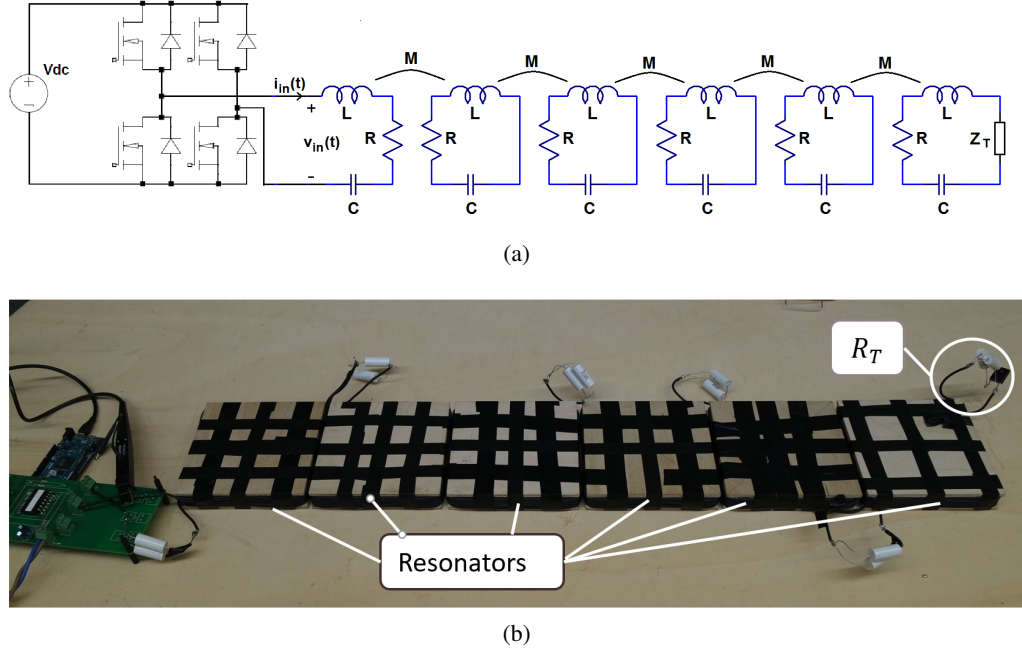 M M M M M
Vdc
i_in(t)
+
L L L L L L
R R R R R R Z_T
v_in(t)
-
C C C C C C
(a)
R_T
Resonators
(b)